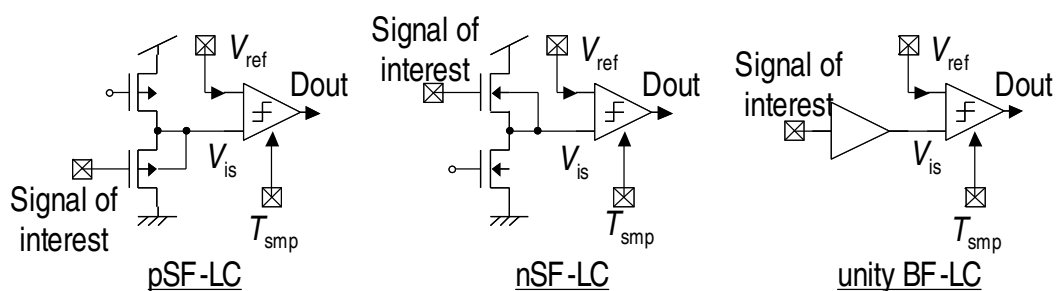 V_ref
Dout
V_is
Signal of
interest
T_smp
pSF-LC
Signal of
interest
V_ref
Dout
V_is
T_smp
nSF-LC
Signal of
interest
V_ref
Dout
V_is
T_smp
unity BF-LC